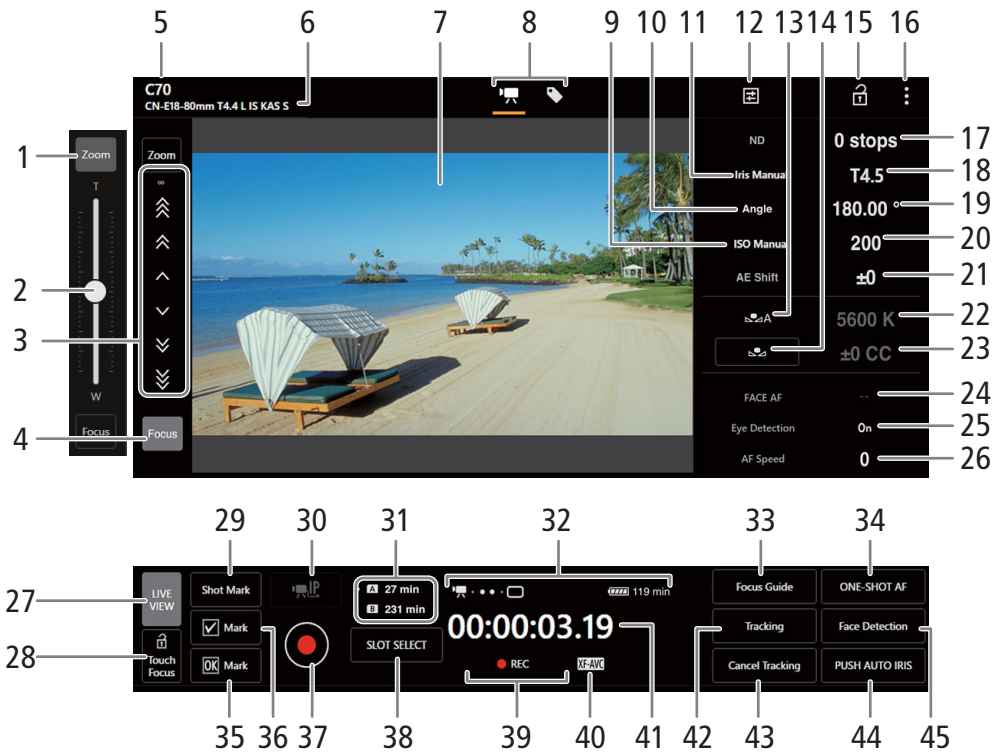 5 6 7 8 9 10 11 12 13 14 15 16
C70
CN-E18-80mm T4.4 L IS KAS S
1 Zoom
T
2
3
W
Focus
4
Zoom
∞
Focus
ND 0 stops 17
Iris Manual T4.5 18
Angle 180.00 ° 19
ISO Manual 200 20
AE Shift ±0 21
A 5600 K 22
±0 CC 23
FACE AF -- 24
Eye Detection On 25
AF Speed 0 26
29 30 31 32 33 34
27 LIVE VIEW
28 Touch Focus
Shot Mark
Mark
OK Mark
IP
A 27 min
B 231 min
SLOT SELECT
119 min
00:00:03.19
REC
XF-AVC
Focus Guide
ONE-SHOT AF
Tracking
Face Detection
Cancel Tracking
PUSH AUTO IRIS
35 36 37 38 39 40 41 42 43 44 45